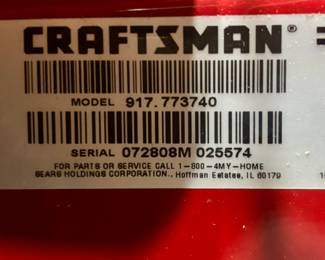 CRAFTSMAN®
MODEL 917.773740
SERIAL 072808M 025574
FOR PARTS OR SERVICE CALL 1-800-4MY-HOME
SEARS HOLDINGS CORPORATION., Hoffman Estates, IL 60179